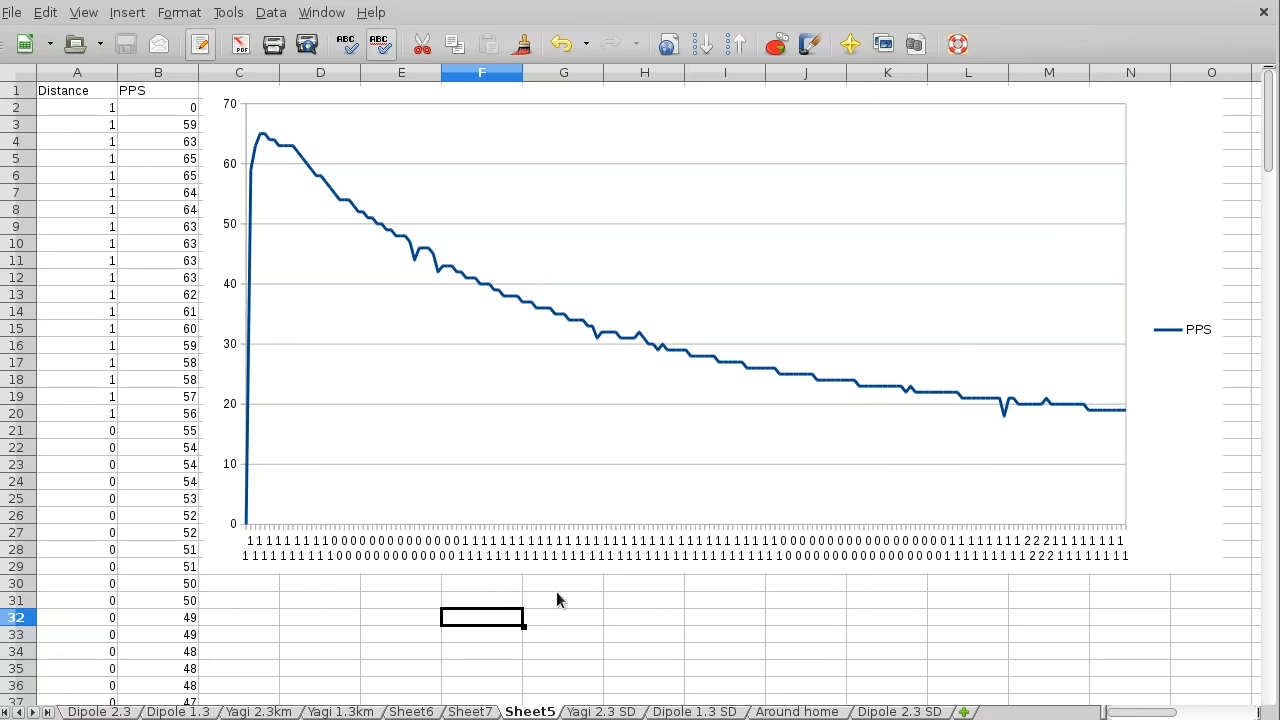 File Edit View Insert Format Tools Data Window Help
PDF ABC ABC
A B C D E F G H I J K L M N O
1 Distance PPS
2 1 0
3 1 59
4 1 63
5 1 65
6 1 65
7 1 64
8 1 64
9 1 63
10 1 63
11 1 63
12 1 63
13 1 62
14 1 61
15 1 60
16 1 59
17 1 58
18 1 58
19 1 57
20 1 56
21 0 55
22 0 54
23 0 54
24 0 54
25 0 53
26 0 52
27 0 52
28 0 51
29 0 51
30 0 50
31 0 50
32 0 49
33 0 49
34 0 48
35 0 48
36 0 48
37 0 47
70
60
50
40
30
20
10
0
PPS
Dipole 2.3 Dipole 1.3 Yagi 2.3km Yagi 1.3km Sheet6 Sheet7 Sheet5 Yagi 2.3 SD Dipole 1.3 SD Around home Dipole 2.3 SD